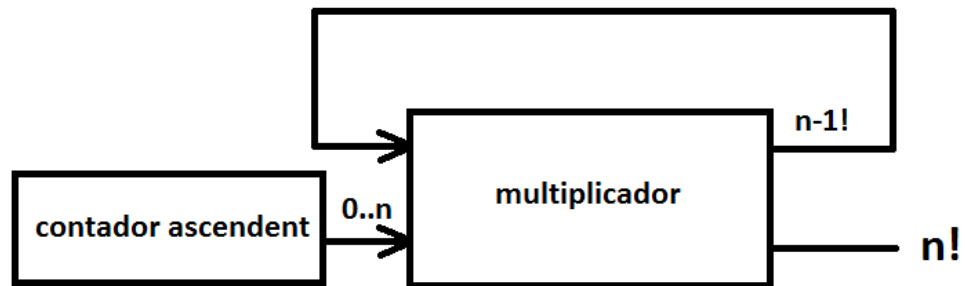 n-1!
multiplicador
0..n
contador ascendent
n!